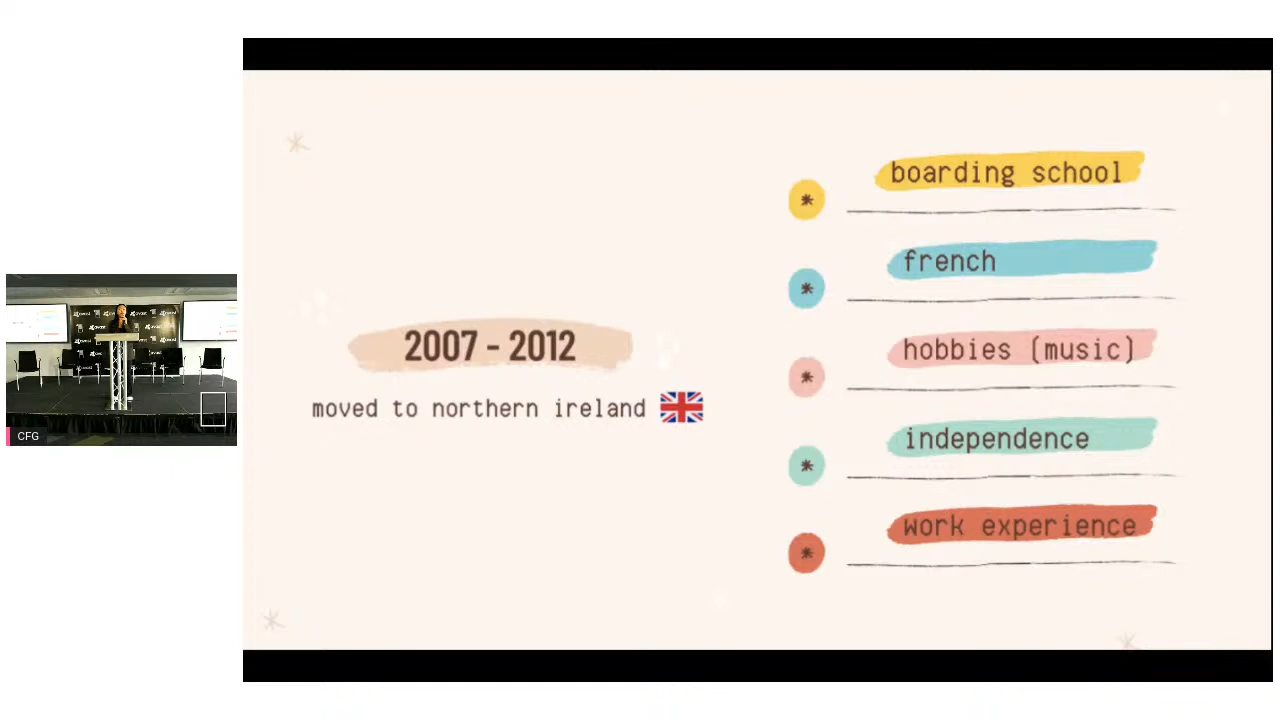 2007 - 2012
moved to northern ireland
boarding school
french
hobbies (music)
independence
work experience
CFG